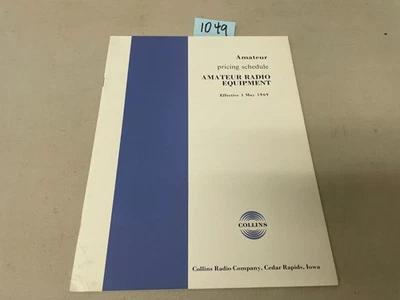 1049
Amateur
pricing schedule
AMATEUR RADIO
EQUIPMENT
Effective 1 May 1969
COLLINS
Collins Radio Company, Cedar Rapids, Iowa